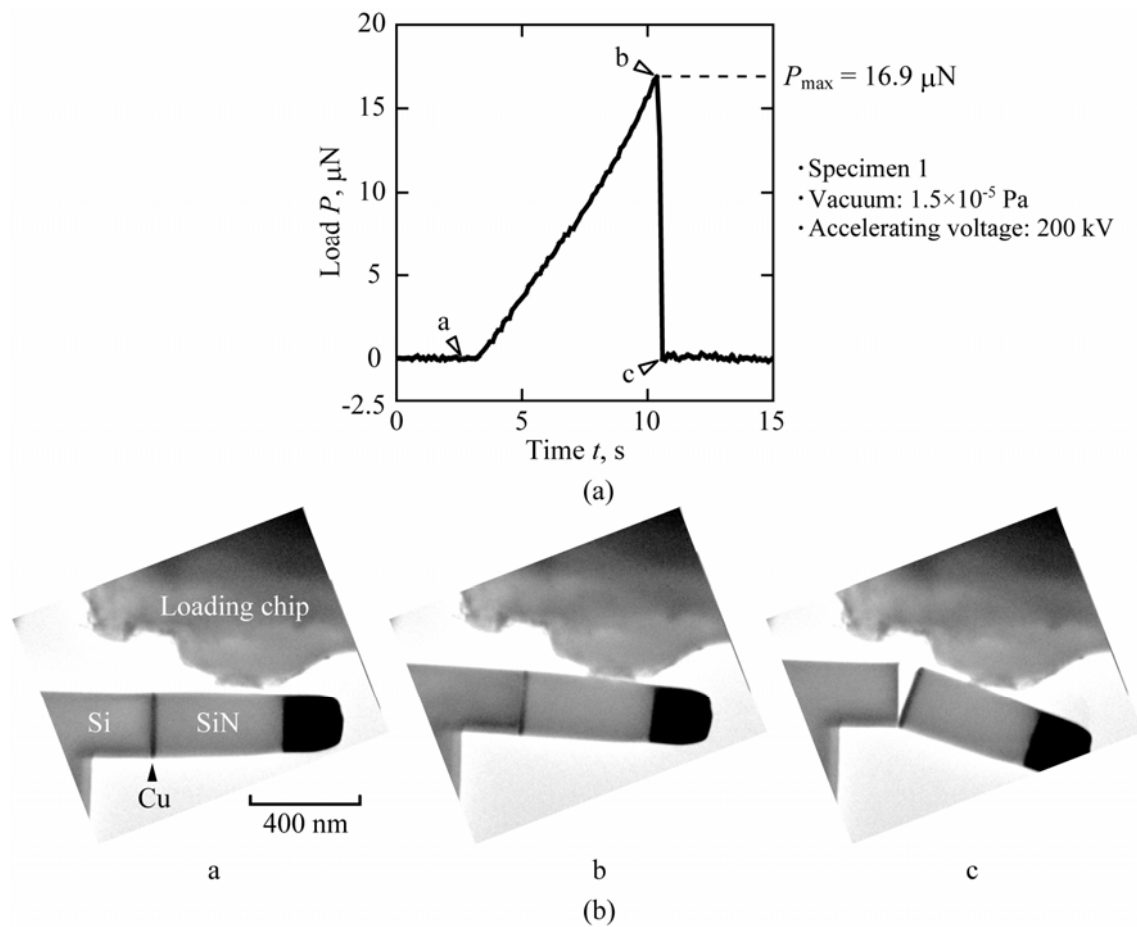 20
15
10
5
0
-2.5
Load P, μN
a
b
c
Pmax = 16.9 μN
・Specimen 1
・Vacuum: 1.5×10-5 Pa
・Accelerating voltage: 200 kV
0
5
10
15
Time t, s
(a)
Loading chip
Si
SiN
Cu
400 nm
a
b
c
(b)